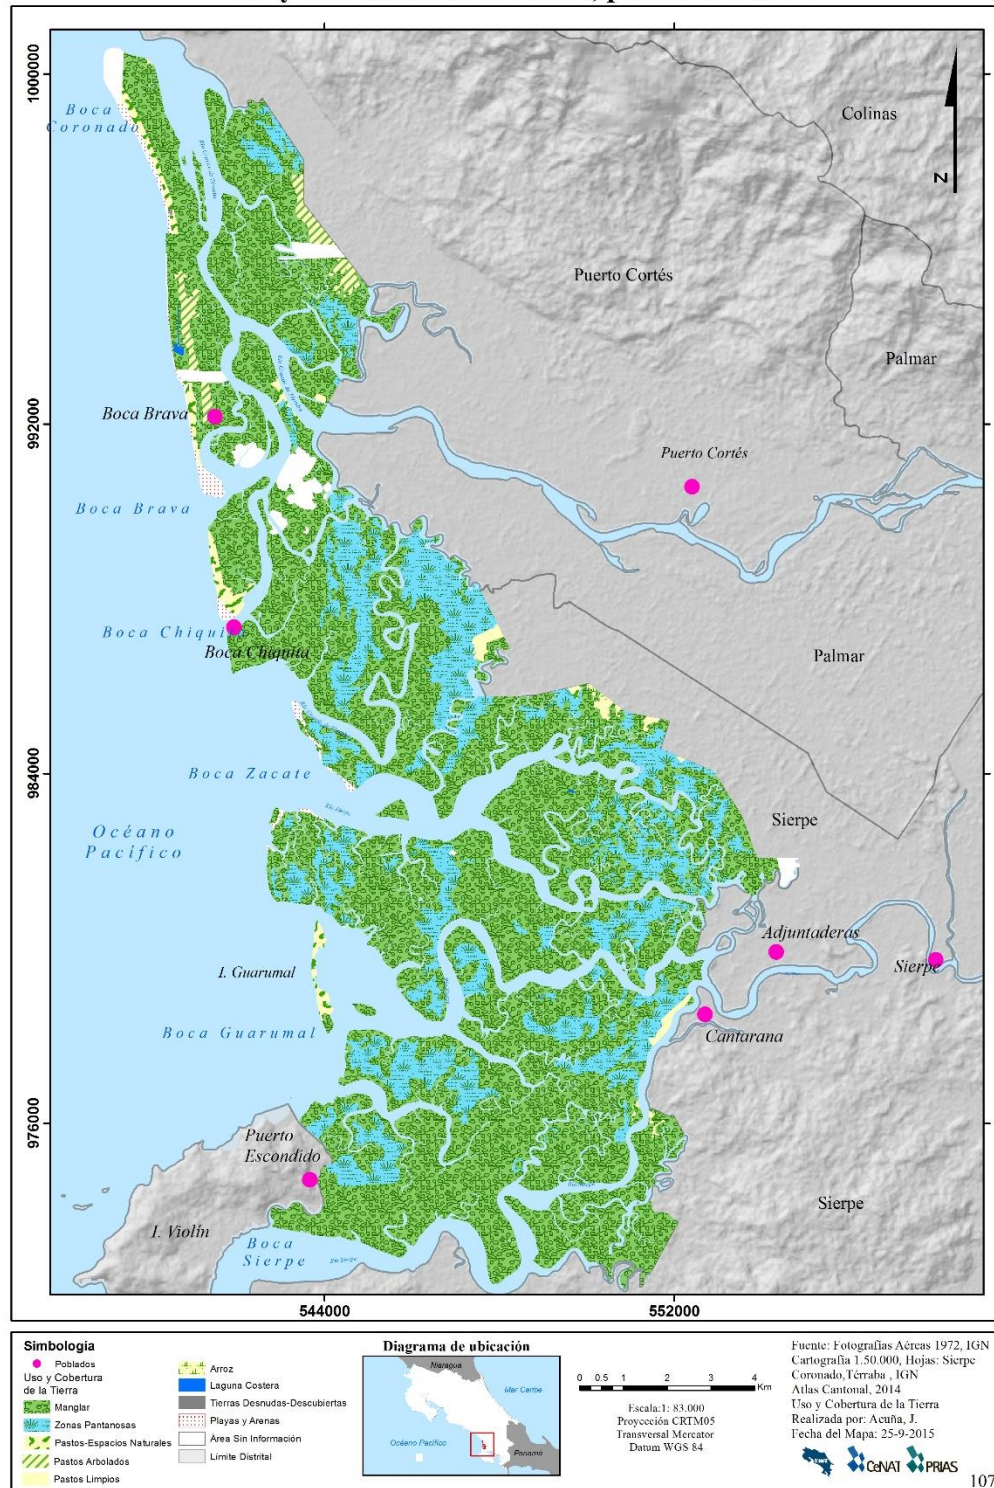 1000000
992000
984000
976000
Boca
Coronado
Colinas
N
Puerto Cortés
Palmar
Boca Brava
Puerto Cortés
Boca Brava
Boca Chiquita
Palmar
Boca Zacate
Océano
Pacífico
Sierpe
Adjuntaderas
I. Guarumal
Sierpe
Boca Guarumal
Cantarana
Puerto
Escondido
Sierpe
I. Violín
Boca
Sierpe
Río Sierpe
544000
552000
Simbología
Poblados
Uso y Cobertura
de la Tierra
Manglar
Zonas Pantanosas
Pastos-Espacios Naturales
Pastos Arbolados
Pastos Limpios
Arroz
Laguna Costera
Tierras Desnudas-Descubiertas
Playas y Arenas
Área Sin Información
Límite Distrital
Diagrama de ubicación
Nicaragua
Mar Caribe
Océano Pacífico
Panamá
0 0.5 1 2 3 4
Km
Escala:1: 83.000
Proyección CRTM05
Transversal Mercator
Datum WGS 84
Fuente: Fotografías Aéreas 1972, IGN
Cartografía 1.50.000, Hojas: Sierpe
Coronado,Térraba , IGN
Atlas Cantonal, 2014
Uso y Cobertura de la Tierra
Realizada por: Acuña, J.
Fecha del Mapa: 25-9-2015
CeNAT PRIAS
107